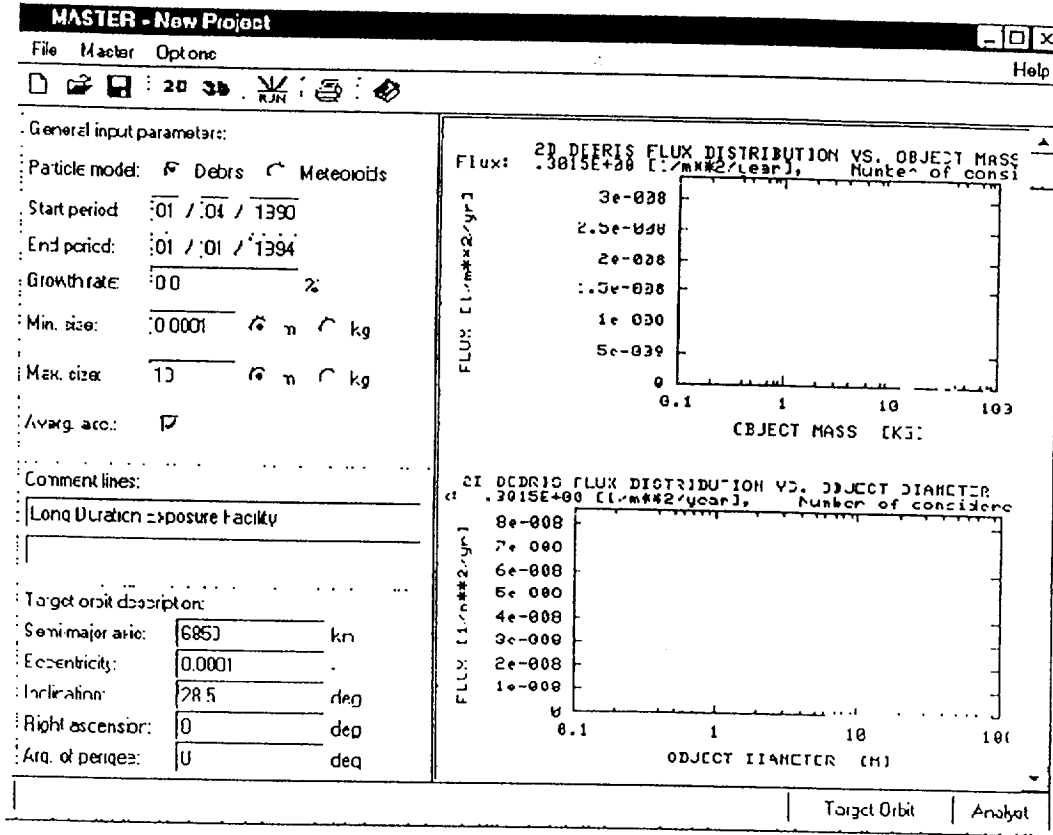 MASTER - New Project
File Master Options
Help
2D 3D RUN
General input parameters:
Particle model: Debris Meteoroids
Start period 01 / 01 / 1990
End period: 01 / 01 / 1994
Growth rate: 0.0 %
Min. size: 0.0001 m kg
Max. size: 10 m kg
Averg. asc.:
Comment lines:
Long Duration Exposure Facility
Target orbit description:
Semi-major axis: 6850 km
Eccentricity: 0.0001 -
Inclination: 28.5 deg
Right ascension: 0 deg
Arg. of perigee: 0 deg
2D DEBRIS FLUX DISTRIBUTION VS. OBJECT MASS
Flux: .3015E+00 [1/m**2/year], Number of consi
FLUX [1/m**2/yr]
3e-008
2.5e-008
2e-008
1.5e-008
1e-008
5e-009
0
0.1 1 10 100
OBJECT MASS [KG]
2D DEBRIS FLUX DISTRIBUTION VS. OBJECT DIAMETER
.3015E+00 [1/m**2/year], Number of considere
FLUX [1/m**2/yr]
8e-008
7e-008
6e-008
5e-008
4e-008
3e-008
2e-008
1e-008
0
0.1 1 10 100
OBJECT DIAMETER [M]
Target Orbit Analyst